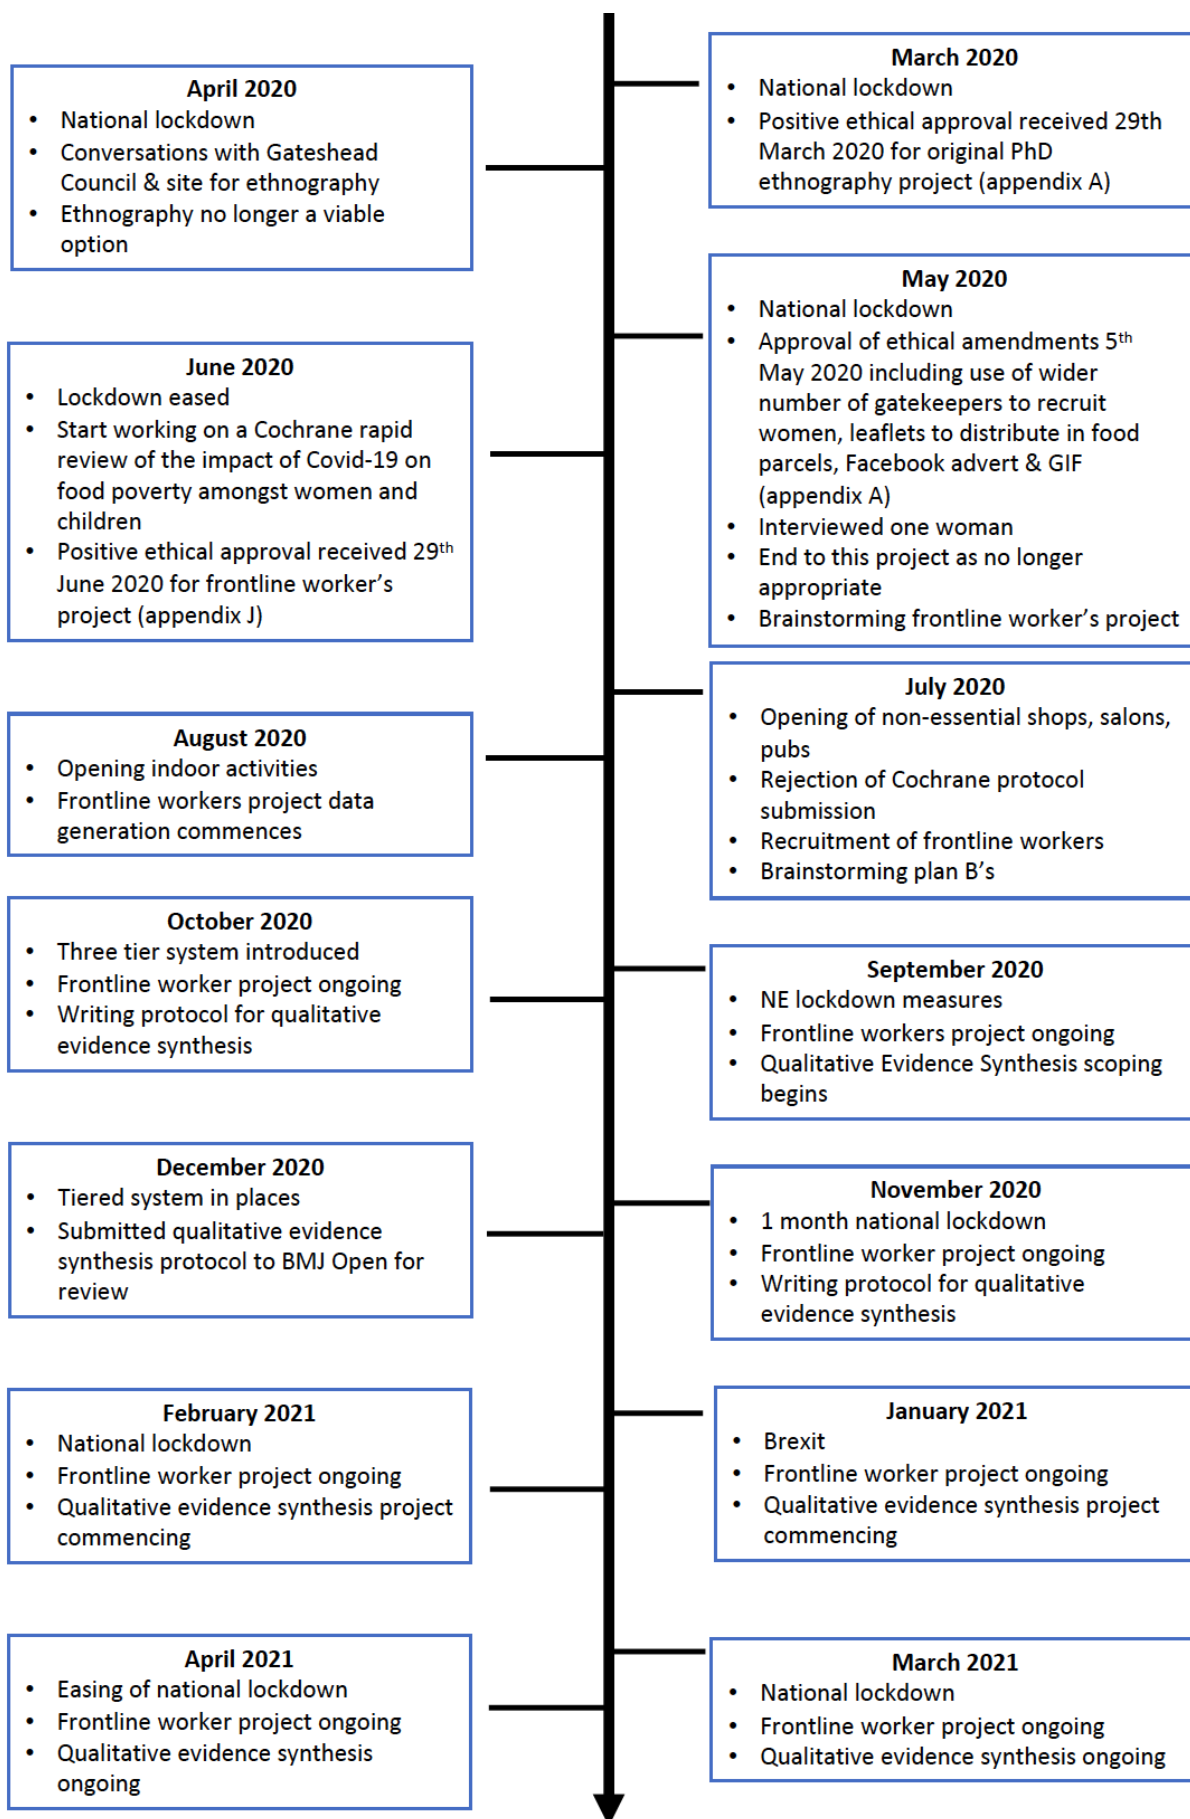 March 2020
• National lockdown
• Positive ethical approval received 29th
March 2020 for original PhD
ethnography project (appendix A)
April 2020
• National lockdown
• Conversations with Gateshead
Council & site for ethnography
• Ethnography no longer a viable
option
May 2020
• National lockdown
• Approval of ethical amendments 5th
May 2020 including use of wider
number of gatekeepers to recruit
women, leaflets to distribute in food
parcels, Facebook advert & GIF
(appendix A)
• Interviewed one woman
• End to this project as no longer
appropriate
• Brainstorming frontline worker's project
June 2020
• Lockdown eased
• Start working on a Cochrane rapid
review of the impact of Covid-19 on
food poverty amongst women and
children
• Positive ethical approval received 29th
June 2020 for frontline worker's
project (appendix J)
July 2020
• Opening of non-essential shops, salons,
pubs
• Rejection of Cochrane protocol
submission
• Recruitment of frontline workers
• Brainstorming plan B's
August 2020
• Opening indoor activities
• Frontline workers project data
generation commences
September 2020
• NE lockdown measures
• Frontline workers project ongoing
• Qualitative Evidence Synthesis scoping
begins
October 2020
• Three tier system introduced
• Frontline worker project ongoing
• Writing protocol for qualitative
evidence synthesis
November 2020
• 1 month national lockdown
• Frontline worker project ongoing
• Writing protocol for qualitative
evidence synthesis
December 2020
• Tiered system in places
• Submitted qualitative evidence
synthesis protocol to BMJ Open for
review
January 2021
• Brexit
• Frontline worker project ongoing
• Qualitative evidence synthesis project
commencing
February 2021
• National lockdown
• Frontline worker project ongoing
• Qualitative evidence synthesis project
commencing
March 2021
• National lockdown
• Frontline worker project ongoing
• Qualitative evidence synthesis ongoing
April 2021
• Easing of national lockdown
• Frontline worker project ongoing
• Qualitative evidence synthesis
ongoing